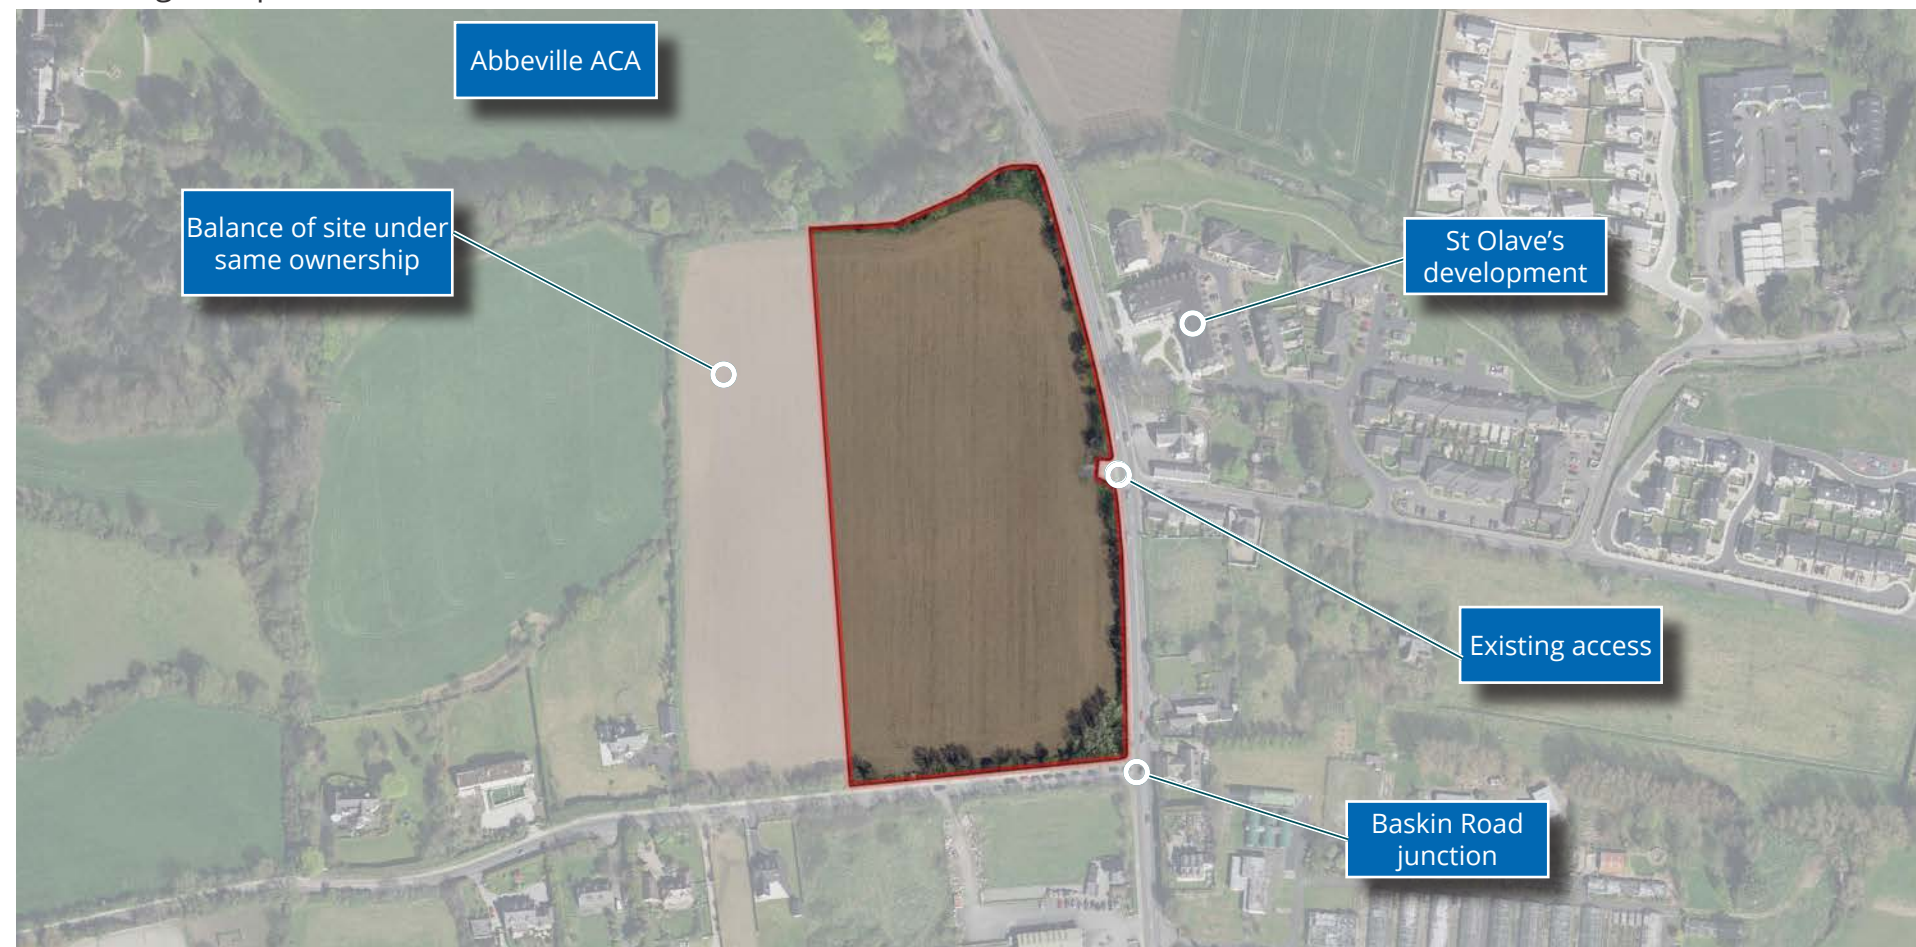 Abbeville ACA
Balance of site under
same ownership
St Olave’s
development
Existing access
Baskin Road
junction